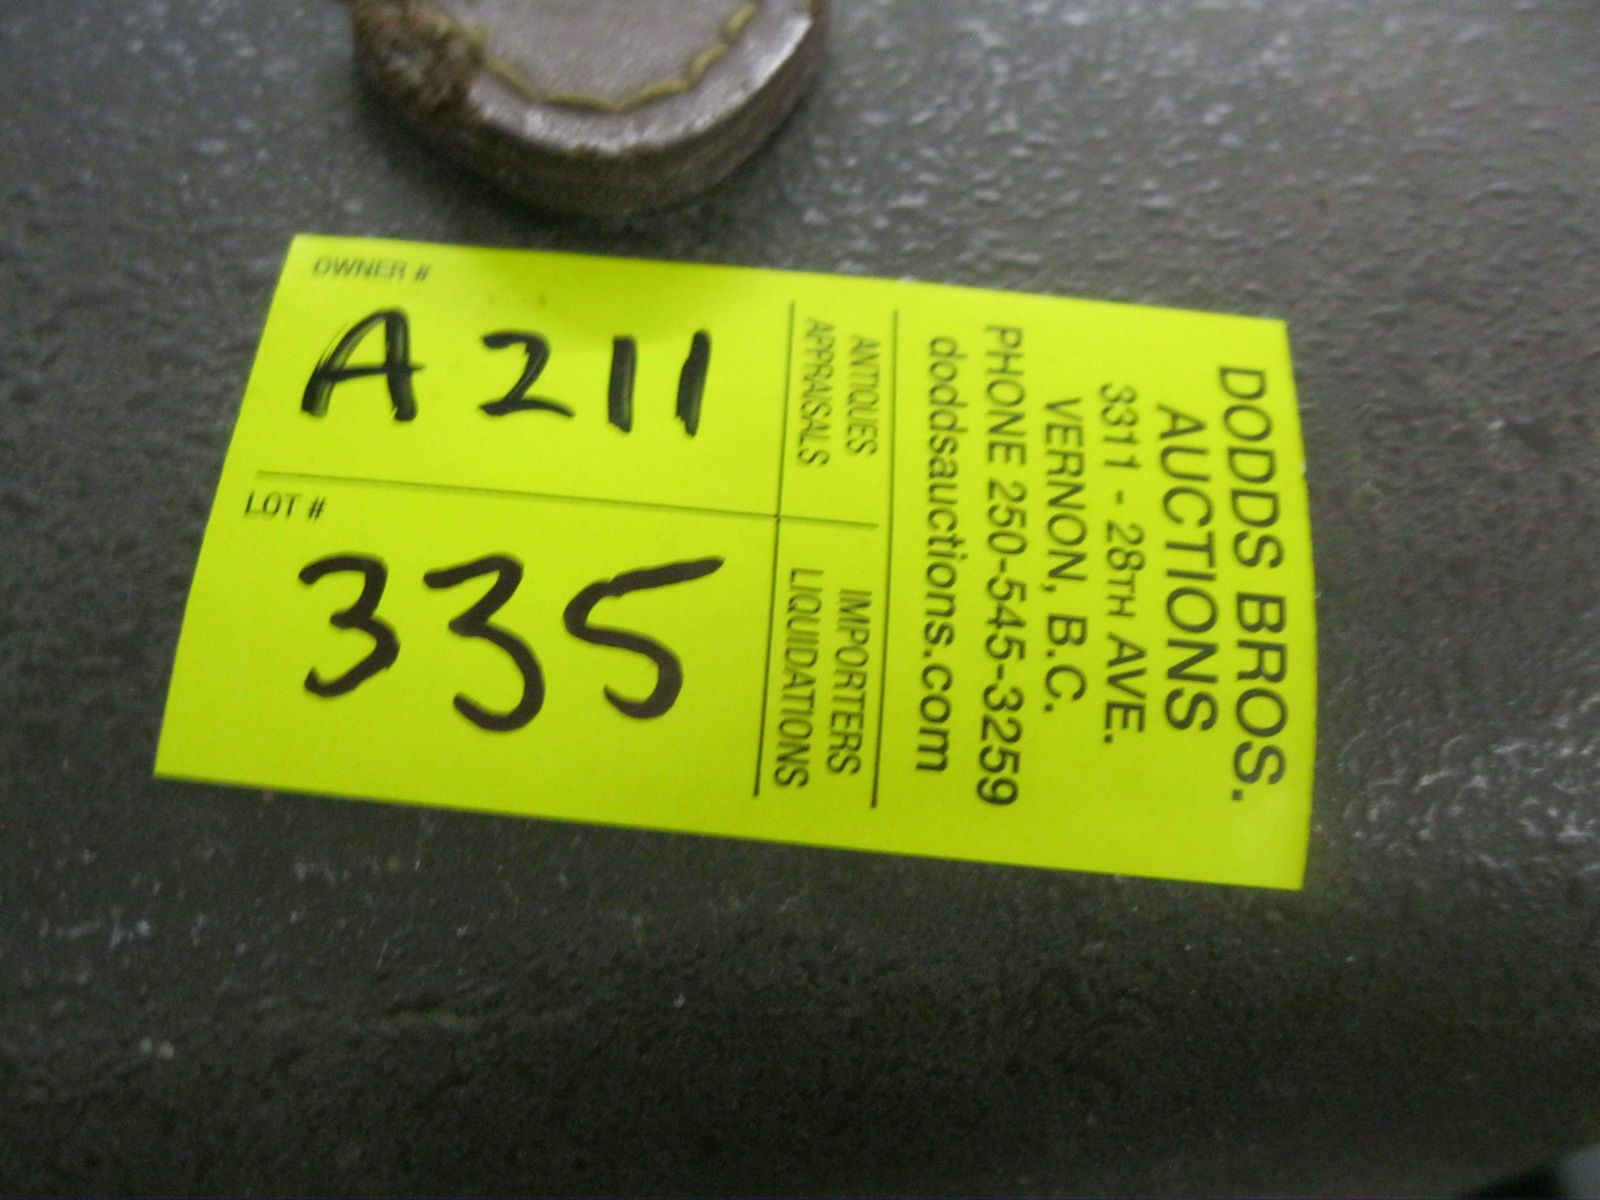 OWNER #
A 211
LOT #
335
DODDS BROS.
AUCTIONS
3311 - 28TH AVE.
VERNON, B.C.
PHONE 250-545-3259
doddsauctions.com
ANTIQUES IMPORTERS
APPRAISALS LIQUIDATIONS